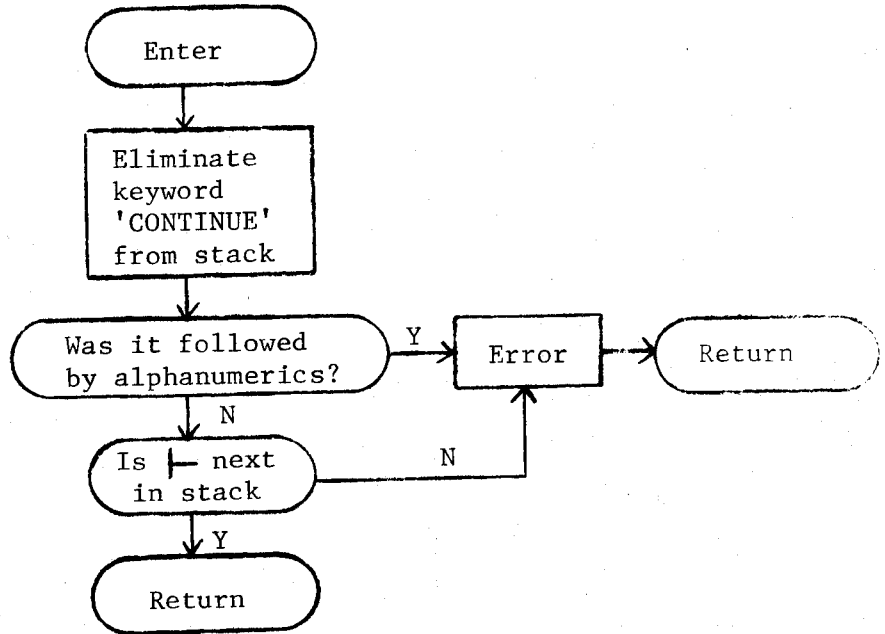 Enter
Eliminate
keyword
'CONTINUE'
from stack
Was it followed
by alphanumerics?
Y
Error
Return
N
Is ├─ next
in stack
N
Y
Return